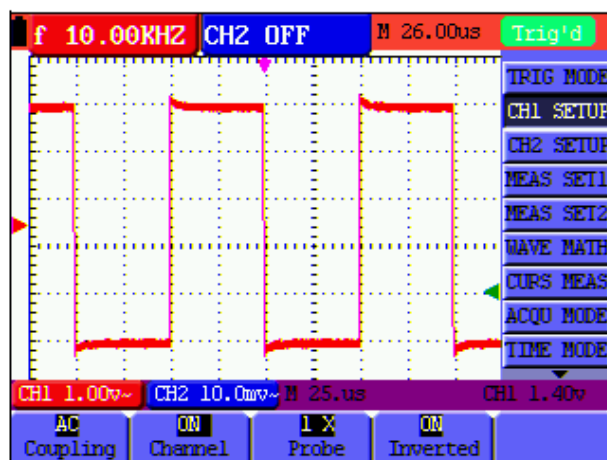 f 10.00KHZ CH2 OFF M 26.00us Trig'd
TRIG MODE
CH1 SETUP
CH2 SETUP
MEAS SET1
MEAS SET2
WAVE MATH
CURS MEAS
ACQU MODE
TIME MODE
CH1 1.00v~ CH2 10.0mv~ M 25.us CH1 1.40v
AC ON 1 X ON
Coupling Channel Probe Inverted